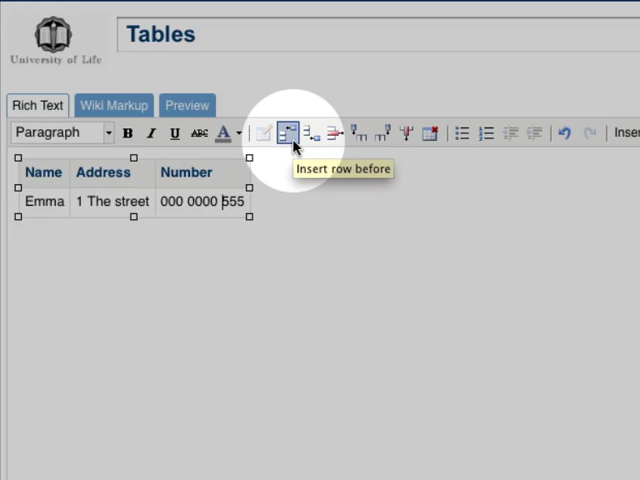 Tables
University of Life
Rich Text Wiki Markup Preview
Paragraph B I U ABC A
Insert row before
Name Address Number
Emma 1 The street 000 0000 555